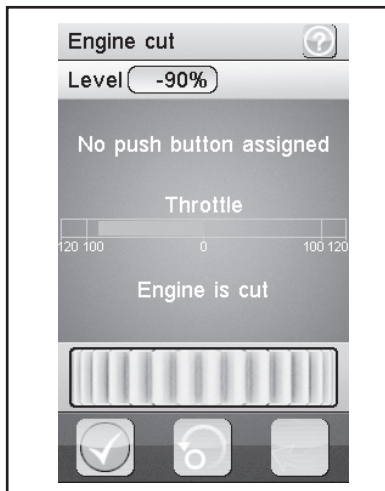 Engine cut ?
Level -90%
No push button assigned
Throttle
120 100 0 100 120
Engine is cut